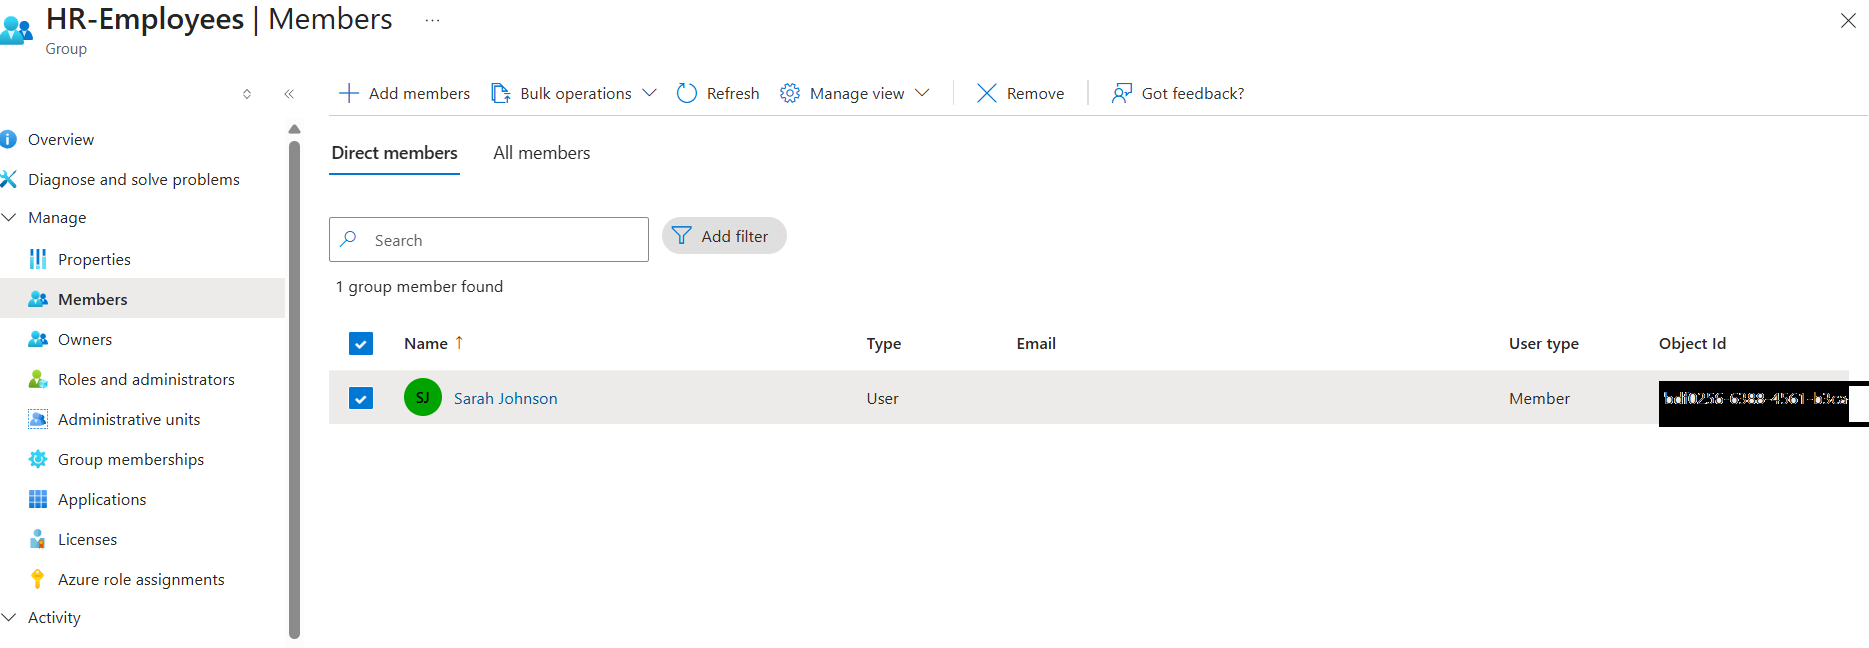 HR-Employees | Members ...
Group
Add members Bulk operations Refresh Manage view Remove Got feedback?
Overview
Diagnose and solve problems
Manage
Properties
Members
Owners
Roles and administrators
Administrative units
Group memberships
Applications
Licenses
Azure role assignments
Activity
Direct members All members
Search Add filter
1 group member found
Name ↑ Type Email User type Object Id
SJ Sarah Johnson User Member